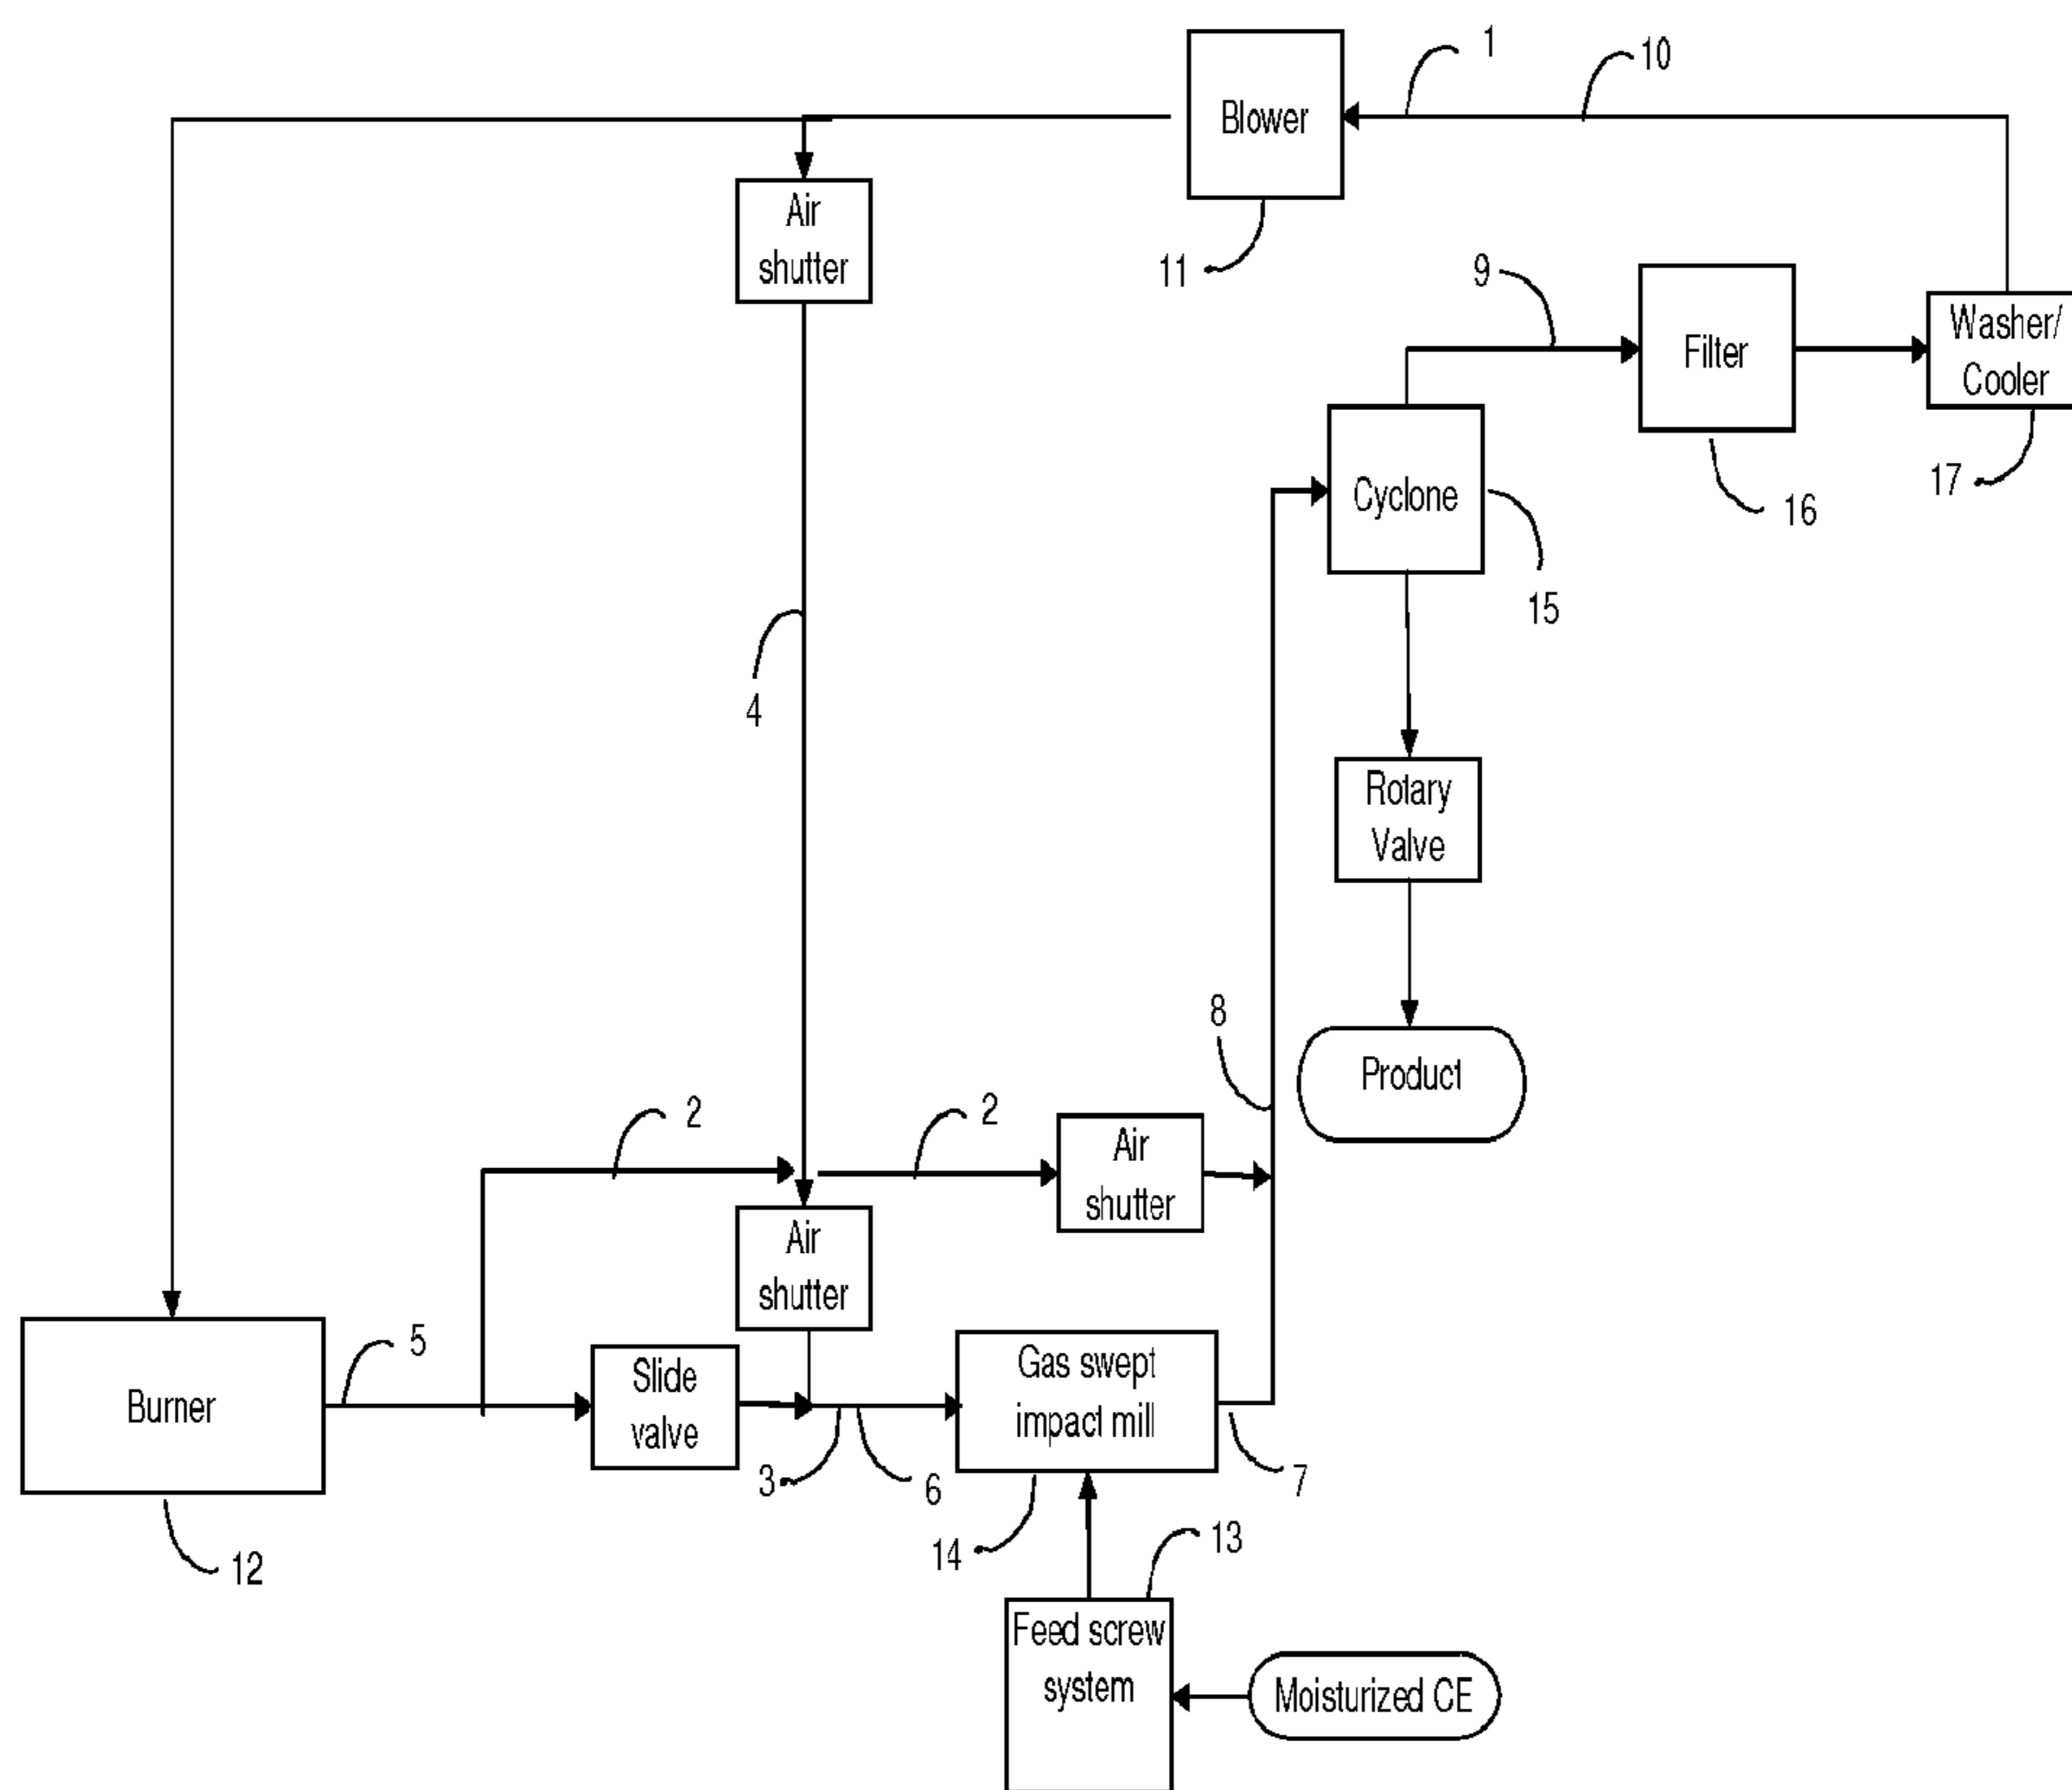 1
10
Blower
Air
shutter
11
9
Filter
Washer/
Cooler
Cyclone
17
16
15
4
Rotary
Valve
8
Product
2
2
Air
shutter
Air
shutter
5
Burner
Slide
valve
Gas swept
impact mill
3
6
7
12
14
13
Feed screw
system
Moisturized CE